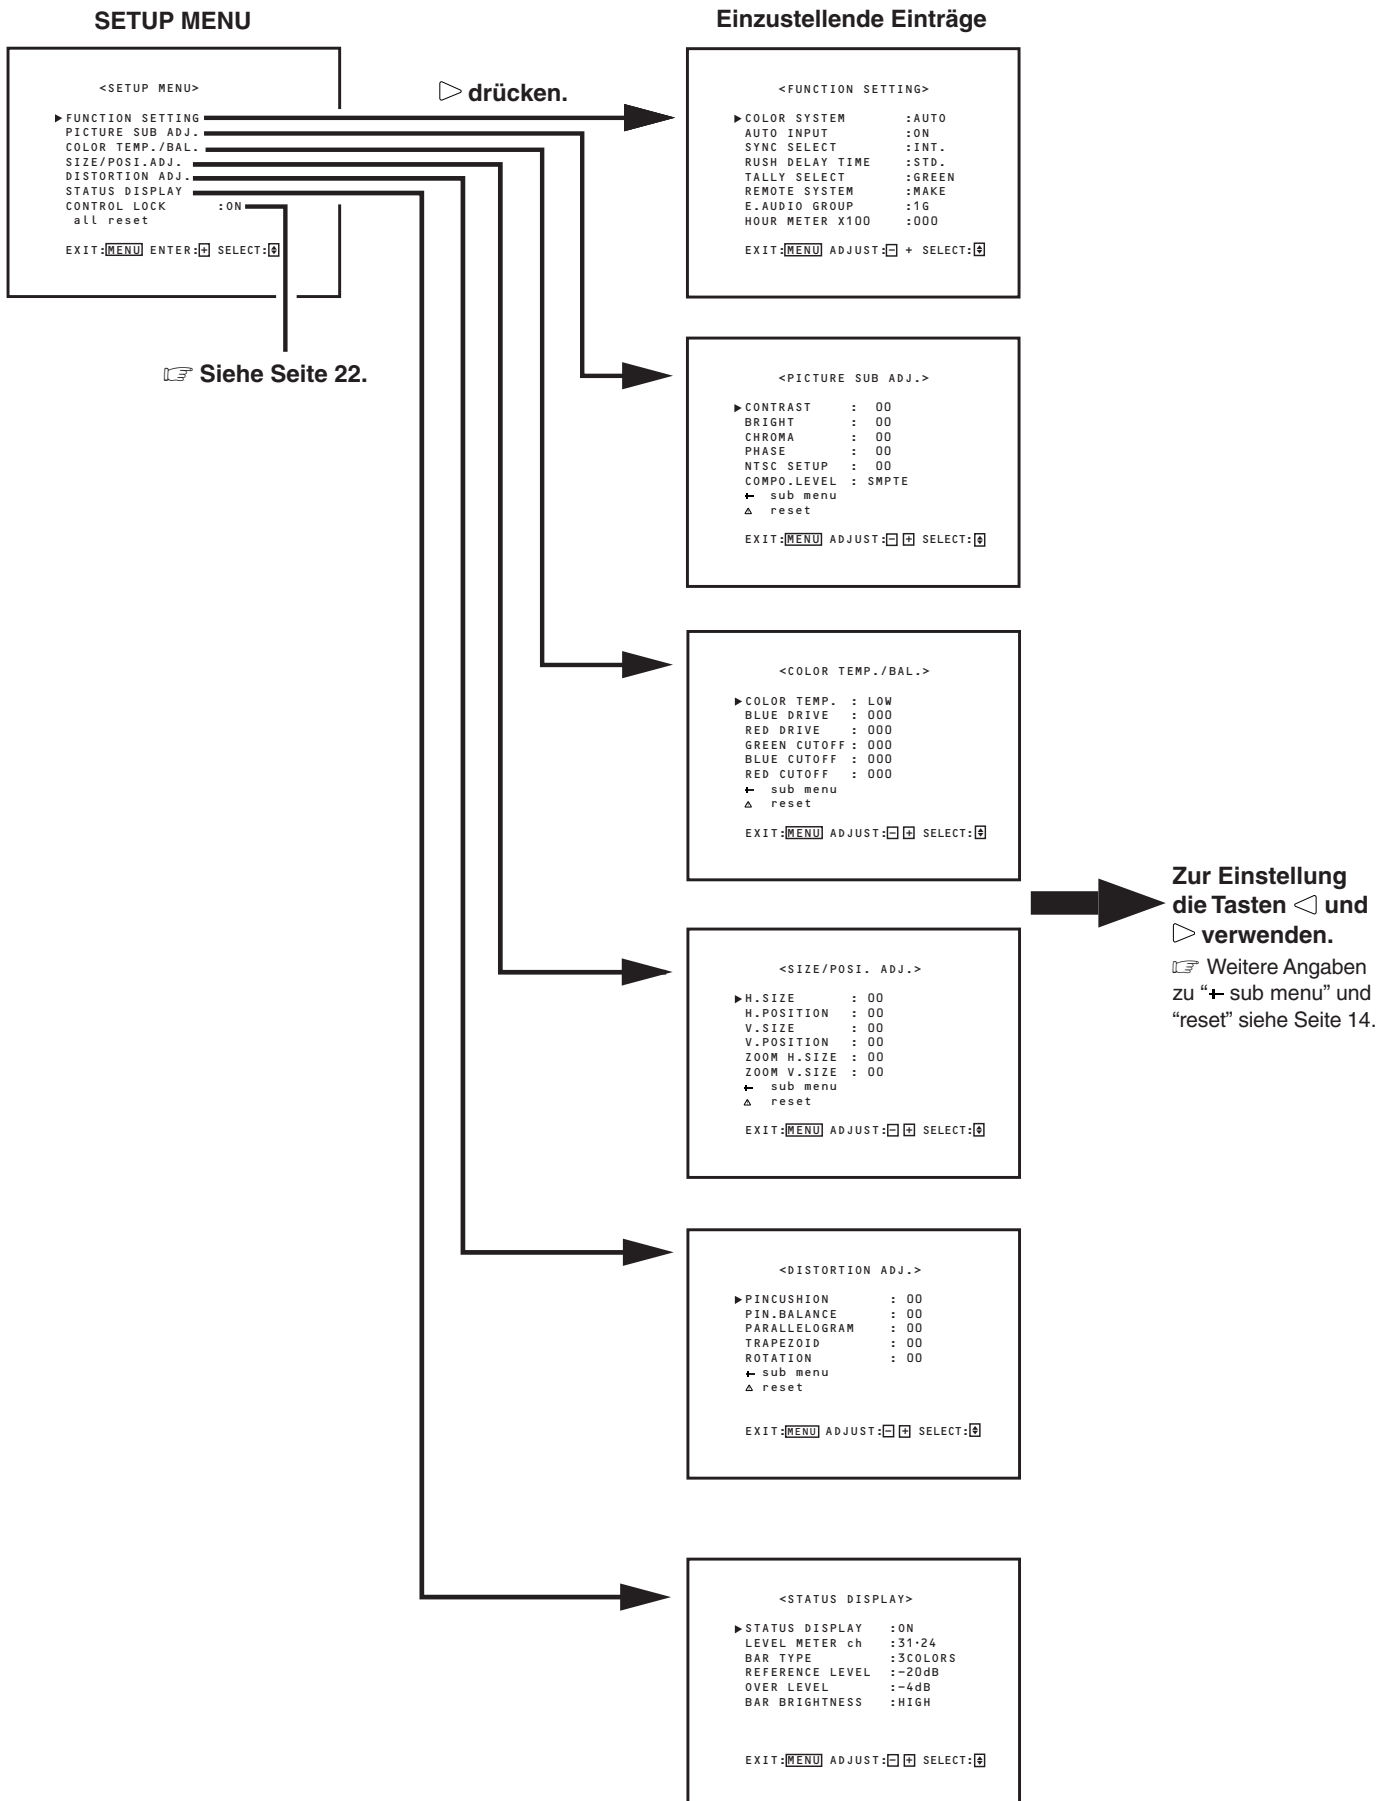 SETUP MENU
<SETUP MENU>
▶FUNCTION SETTING
PICTURE SUB ADJ.
COLOR TEMP./BAL.
SIZE/POSI.ADJ.
DISTORTION ADJ.
STATUS DISPLAY
CONTROL LOCK :ON
all reset
EXIT:MENU ENTER:+ SELECT:
☞ Siehe Seite 22.
▷ drücken.
Einzustellende Einträge
<FUNCTION SETTING>
▶COLOR SYSTEM :AUTO
AUTO INPUT :ON
SYNC SELECT :INT.
RUSH DELAY TIME :STD.
TALLY SELECT :GREEN
REMOTE SYSTEM :MAKE
E.AUDIO GROUP :1G
HOUR METER X100 :000
EXIT:MENU ADJUST:- + SELECT:
<PICTURE SUB ADJ.>
▶CONTRAST : 00
BRIGHT : 00
CHROMA : 00
PHASE : 00
NTSC SETUP : 00
COMPO.LEVEL : SMPTE
sub menu
△ reset
EXIT:MENU ADJUST:- + SELECT:
<COLOR TEMP./BAL.>
▶COLOR TEMP. : LOW
BLUE DRIVE : 000
RED DRIVE : 000
GREEN CUTOFF : 000
BLUE CUTOFF : 000
RED CUTOFF : 000
sub menu
△ reset
EXIT:MENU ADJUST:- + SELECT:
<SIZE/POSI. ADJ.>
▶H.SIZE : 00
H.POSITION : 00
V.SIZE : 00
V.POSITION : 00
ZOOM H.SIZE : 00
ZOOM V.SIZE : 00
sub menu
△ reset
EXIT:MENU ADJUST:- + SELECT:
<DISTORTION ADJ.>
▶PINCUSHION : 00
PIN.BALANCE : 00
PARALLELOGRAM : 00
TRAPEZOID : 00
ROTATION : 00
sub menu
△ reset
EXIT:MENU ADJUST:- + SELECT:
<STATUS DISPLAY>
▶STATUS DISPLAY :ON
LEVEL METER ch :31·24
BAR TYPE :3COLORS
REFERENCE LEVEL :-20dB
OVER LEVEL :-4dB
BAR BRIGHTNESS :HIGH
EXIT:MENU ADJUST:- + SELECT:
Zur Einstellung
die Tasten ◁ und
▷ verwenden.
☞ Weitere Angaben
zu “ sub menu” und
“reset” siehe Seite 14.